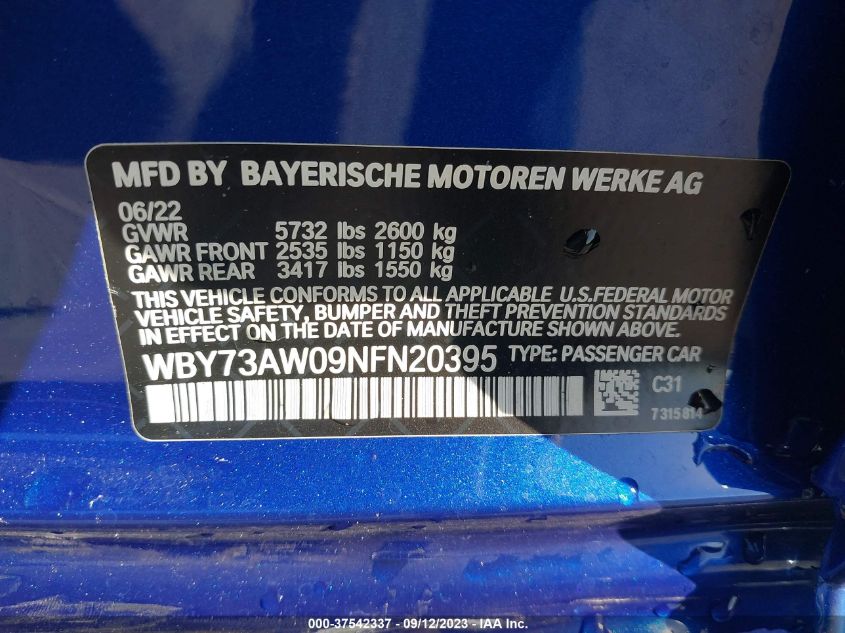 MFD BY BAYERISCHE MOTOREN WERKE AG
06/22
GVWR 5732 lbs 2600 kg
GAWR FRONT 2535 lbs 1150 kg
GAWR REAR 3417 lbs 1550 kg
THIS VEHICLE CONFORMS TO ALL APPLICABLE U.S.FEDERAL MOTOR
VEHICLE SAFETY, BUMPER AND THEFT PREVENTION STANDARDS
IN EFFECT ON THE DATE OF MANUFACTURE SHOWN ABOVE.
WBY73AW09NFN20395 TYPE: PASSENGER CAR
C31
7315814
000-37542337 - 09/12/2023 - IAA Inc.